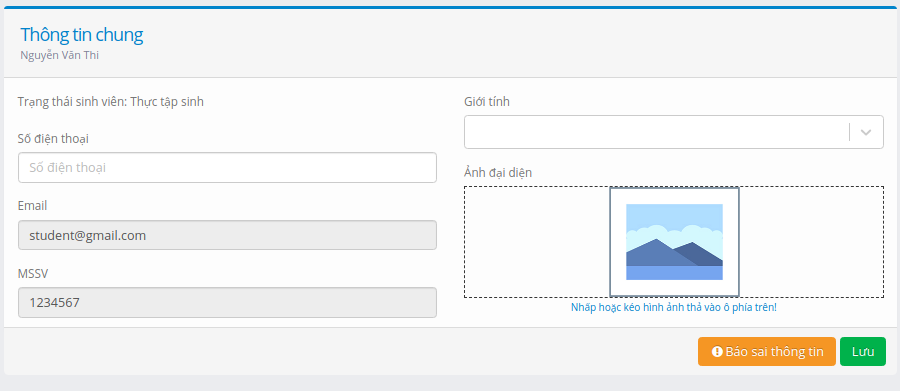 Thông tin chung
Nguyễn Văn Thi
Trạng thái sinh viên: Thực tập sinh
Số điện thoại
Số điện thoại
Email
student@gmail.com
MSSV
1234567
Giới tính
Ảnh đại diện
Nhấp hoặc kéo hình ảnh thả vào ô phía trên!
Báo sai thông tin
Lưu